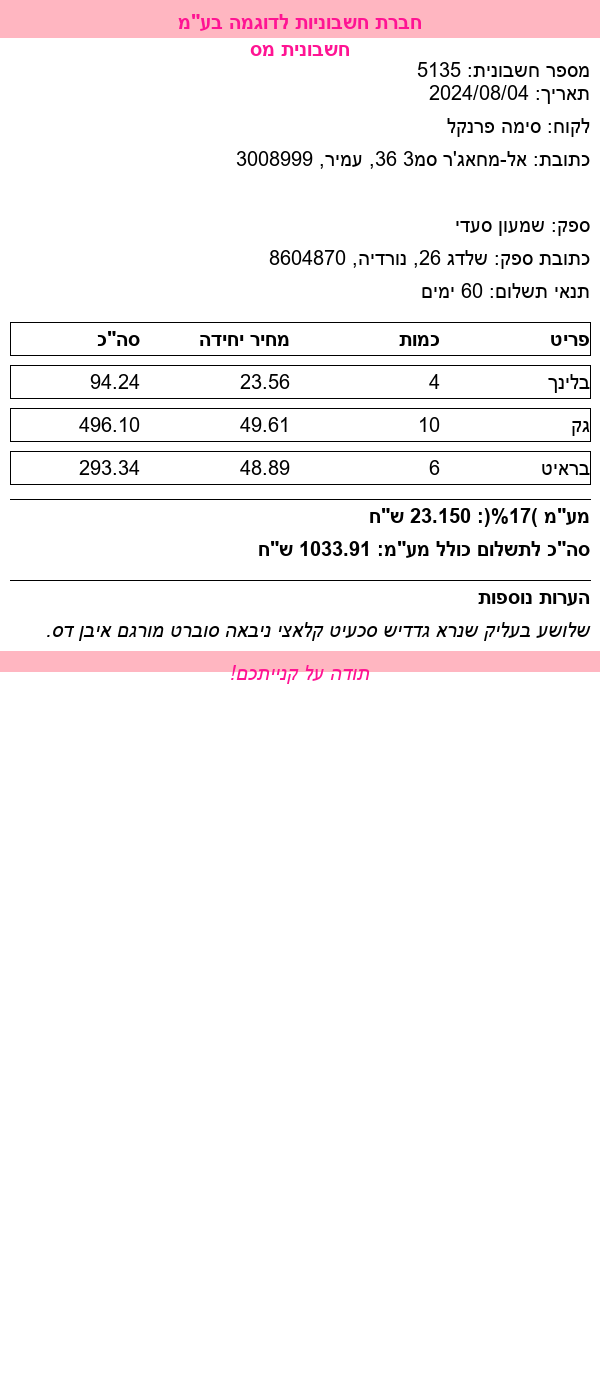 חברת חשבוניות לדוגמה בע"מ
חשבונית מס
מספר חשבונית: 5135
תאריך: 2024/08/04
לקוח: סימה פרנקל
כתובת: אל-מחאג'ר סמ3 36, עמיר, 3008999
ספק: שמעון סעדי
כתובת ספק: שלדג 26, נורדיה, 8604870
תנאי תשלום: 60 ימים
פריט כמות מחיר יחידה סה"כ
בלינך 4 23.56 94.24
גק 10 49.61 496.10
בראיט 6 48.89 293.34
מע"מ )17%(: 23.150 ש"ח
סה"כ לתשלום כולל מע"מ: 1033.91 ש"ח
הערות נוספות
שלושע בעליק שנרא גדדיש סכעיט קלאצי ניבאה סוברט מורגם איבן דס.
תודה על קנייתכם!